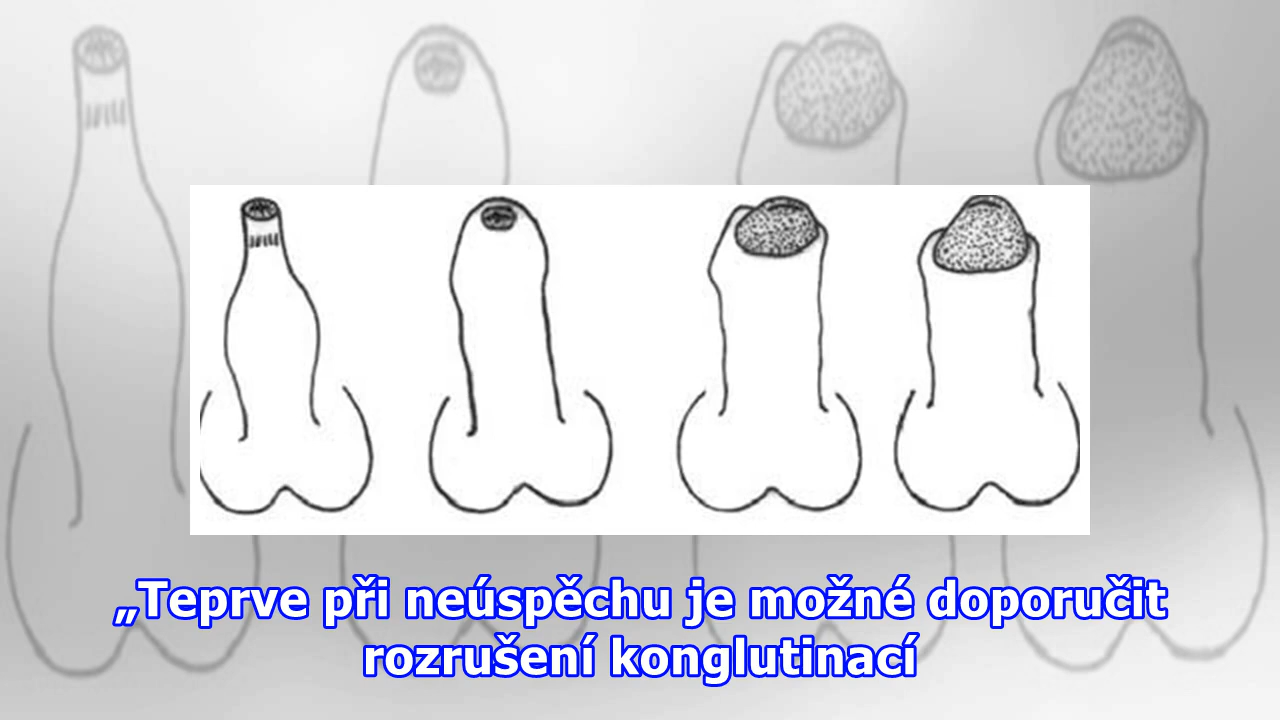 „Teprve při neúspěchu je možné doporučit
rozrušení konglutinací